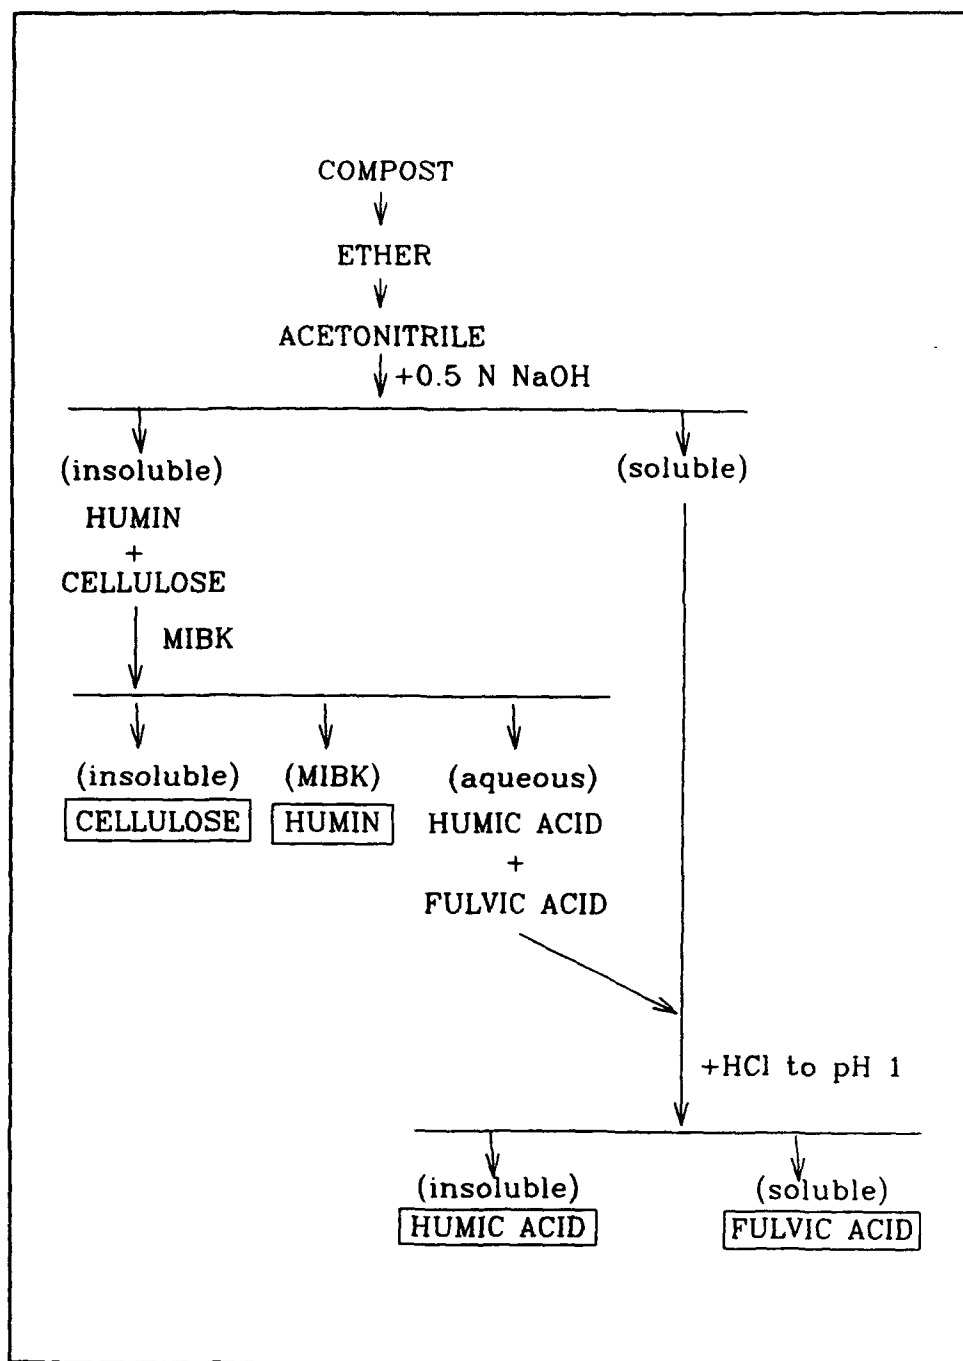 COMPOST
ETHER
ACETONITRILE
+0.5 N NaOH
(insoluble)
HUMIN
+
CELLULOSE
MIBK
(soluble)
(insoluble)
CELLULOSE
(MIBK)
HUMIN
(aqueous)
HUMIC ACID
+
FULVIC ACID
+HCl to pH 1
(insoluble)
HUMIC ACID
(soluble)
FULVIC ACID